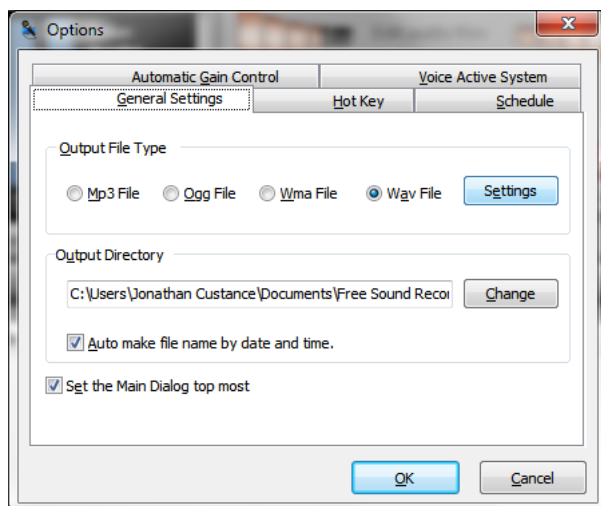 Options
Automatic Gain Control Voice Active System
General Settings Hot Key Schedule
Output File Type
Mp3 File Ogg File Wma File Wav File Settings
Output Directory
C:\Users\Jonathan Custance\Documents\Free Sound Recor Change
Auto make file name by date and time.
Set the Main Dialog top most
OK Cancel